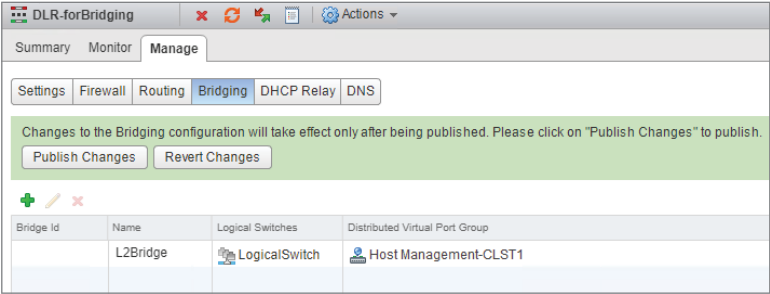 DLR-forBridging Actions
Summary Monitor Manage
Settings Firewall Routing Bridging DHCP Relay DNS
Changes to the Bridging configuration will take effect only after being published. Please click on "Publish Changes" to publish.
Publish Changes Revert Changes
Bridge Id Name Logical Switches Distributed Virtual Port Group
L2Bridge LogicalSwitch Host Management-CLST1